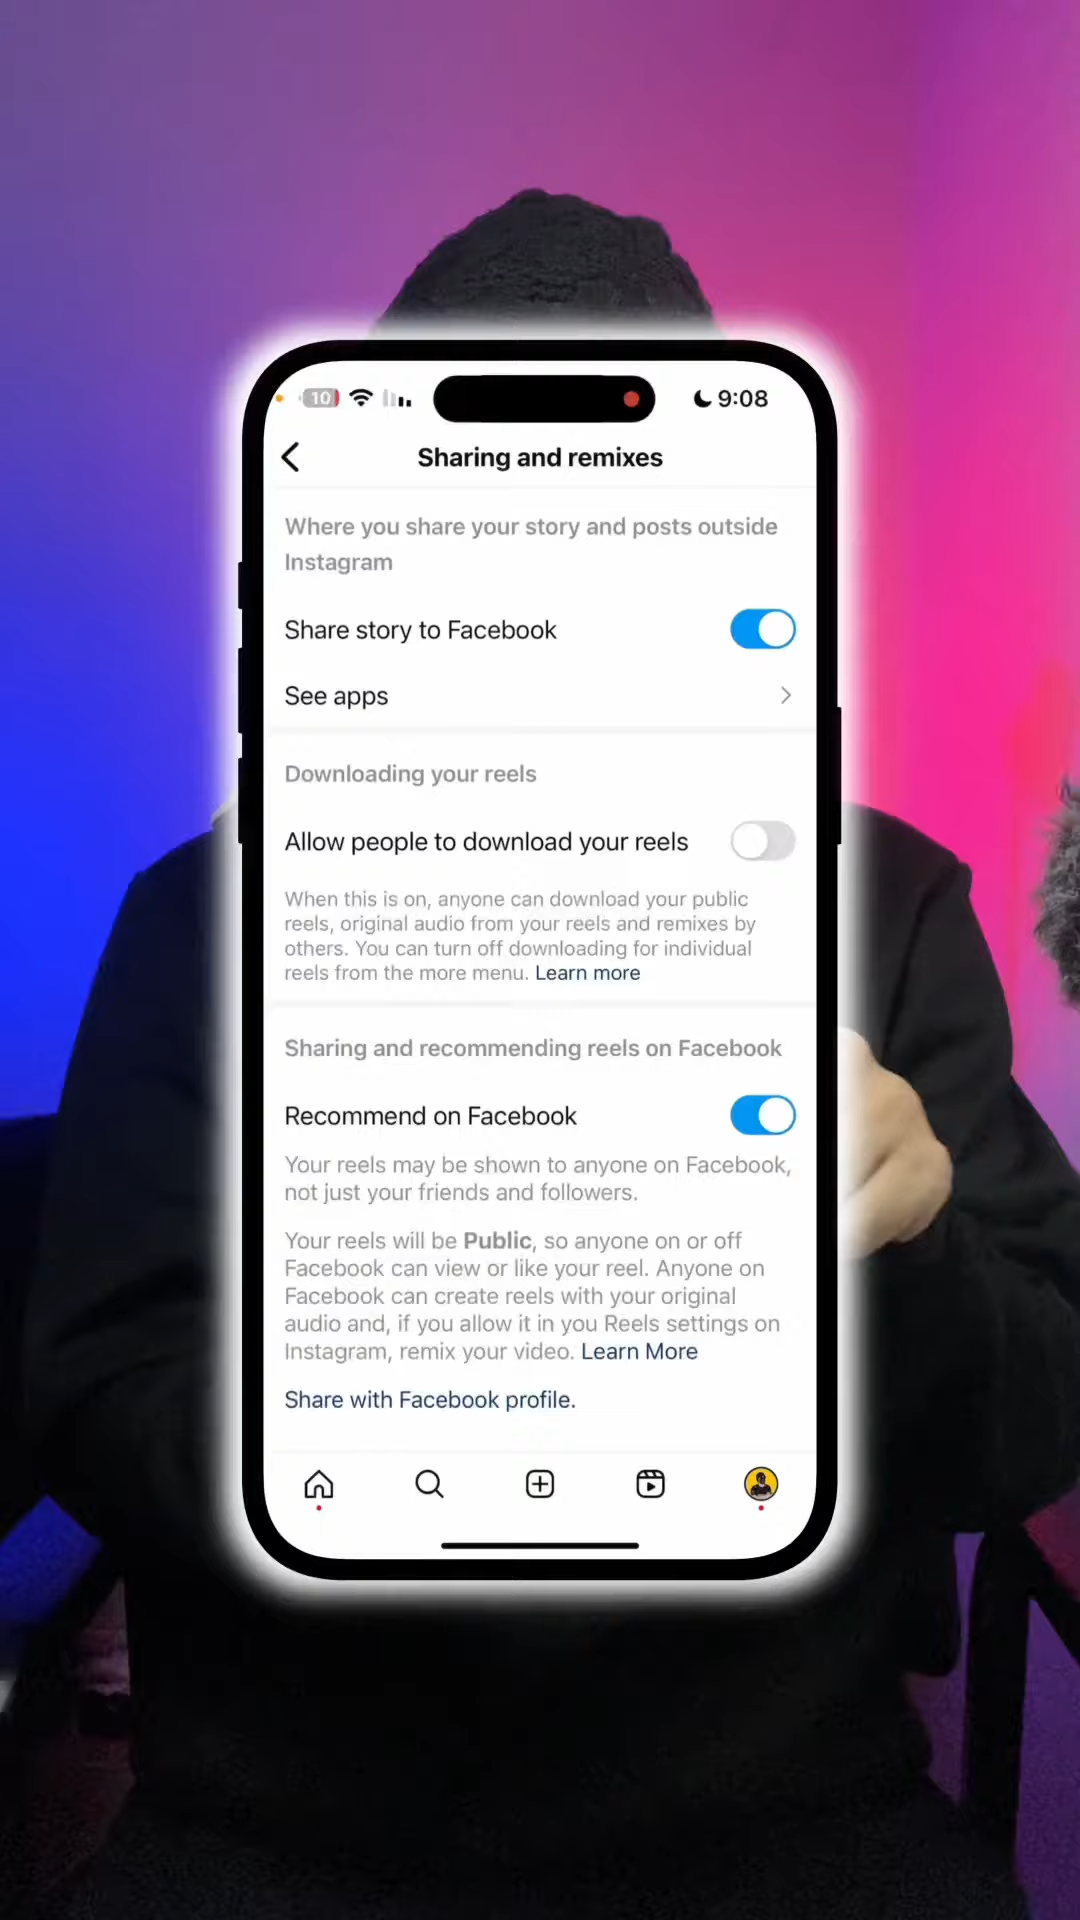 10
9:08
Sharing and remixes
Where you share your story and posts outside
Instagram
Share story to Facebook
See apps
Downloading your reels
Allow people to download your reels
When this is on, anyone can download your public
reels, original audio from your reels and remixes by
others. You can turn off downloading for individual
reels from the more menu. Learn more
Sharing and recommending reels on Facebook
Recommend on Facebook
Your reels may be shown to anyone on Facebook,
not just your friends and followers.
Your reels will be Public, so anyone on or off
Facebook can view or like your reel. Anyone on
Facebook can create reels with your original
audio and, if you allow it in you Reels settings on
Instagram, remix your video. Learn More
Share with Facebook profile.